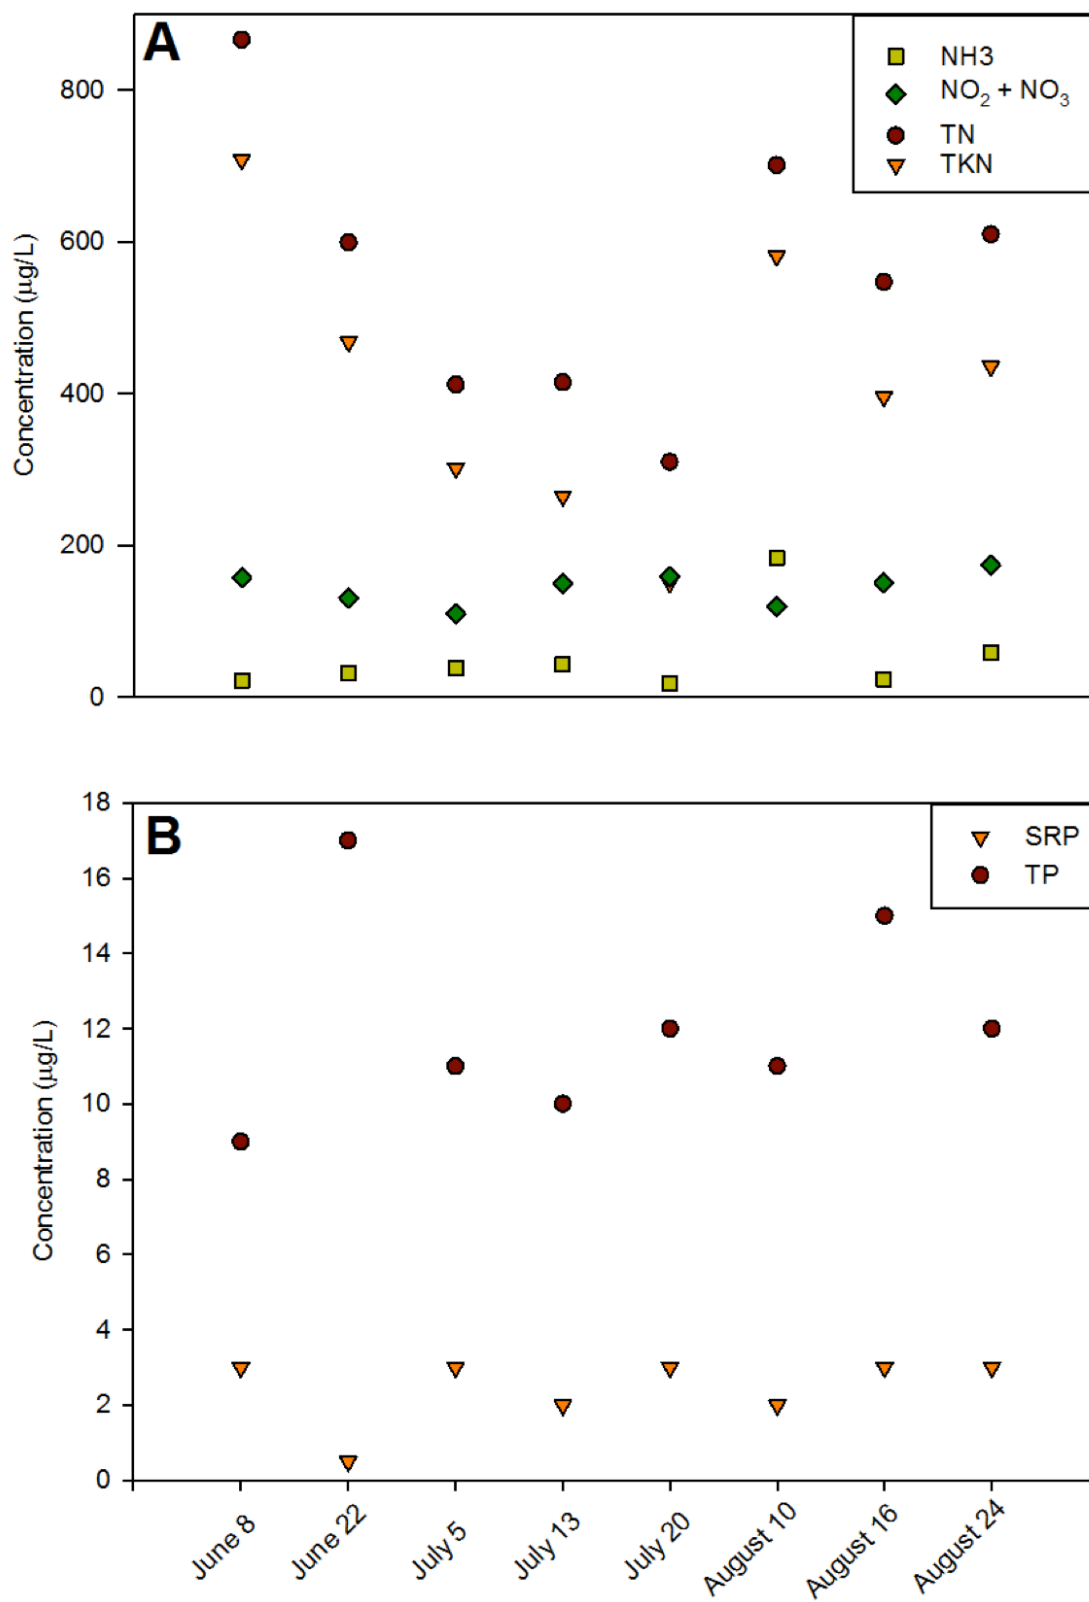 A
NH3
NO2 + NO3
TN
TKN
800
600
400
200
0
Concentration (μg/L)
B
SRP
TP
18
16
14
12
10
8
6
4
2
0
Concentration (μg/L)
June 8
June 22
July 5
July 13
July 20
August 10
August 16
August 24